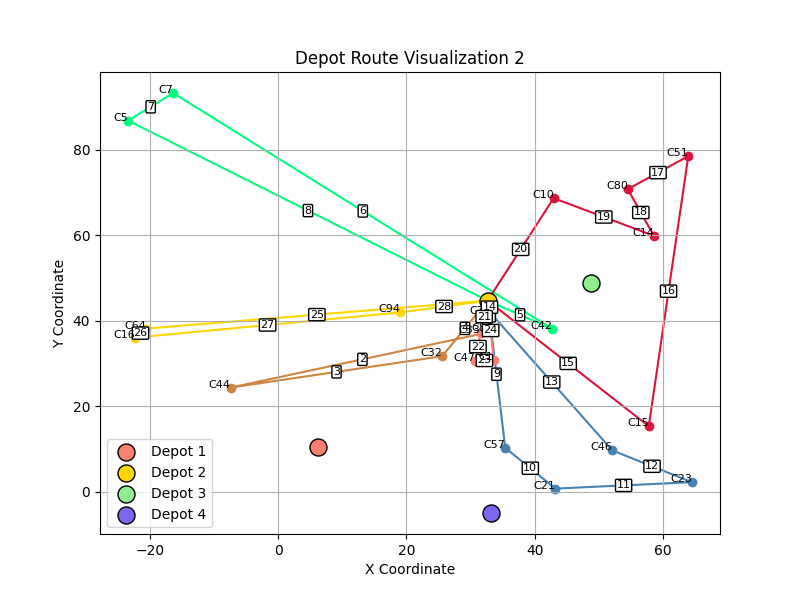 Depot Route Visualization 2
C7
C5
7
C51
17
C80
18
C10
19
C14
6
8
20
16
C64
C16
26
25
27
C94
28
14
5
C42
21
24
22
23
C47
C32
2
3
C44
9
15
13
C15
C57
C46
10
12
C21
11
C23
Depot 1
Depot 2
Depot 3
Depot 4
80
60
40
20
0
−20
0
20
40
60
X Coordinate
Y Coordinate